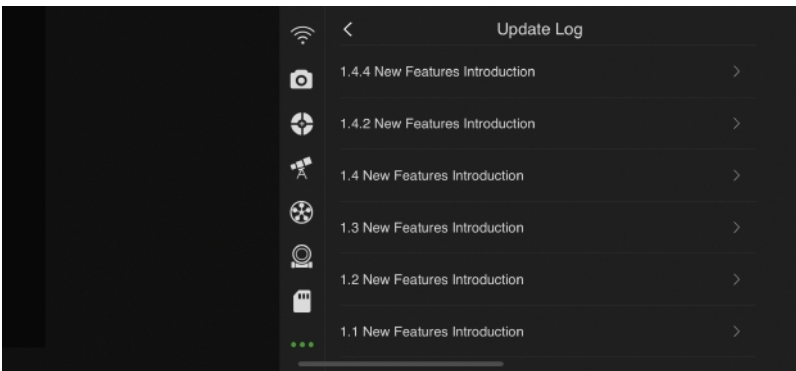 Update Log
1.4.4 New Features Introduction
1.4.2 New Features Introduction
1.4 New Features Introduction
1.3 New Features Introduction
1.2 New Features Introduction
1.1 New Features Introduction